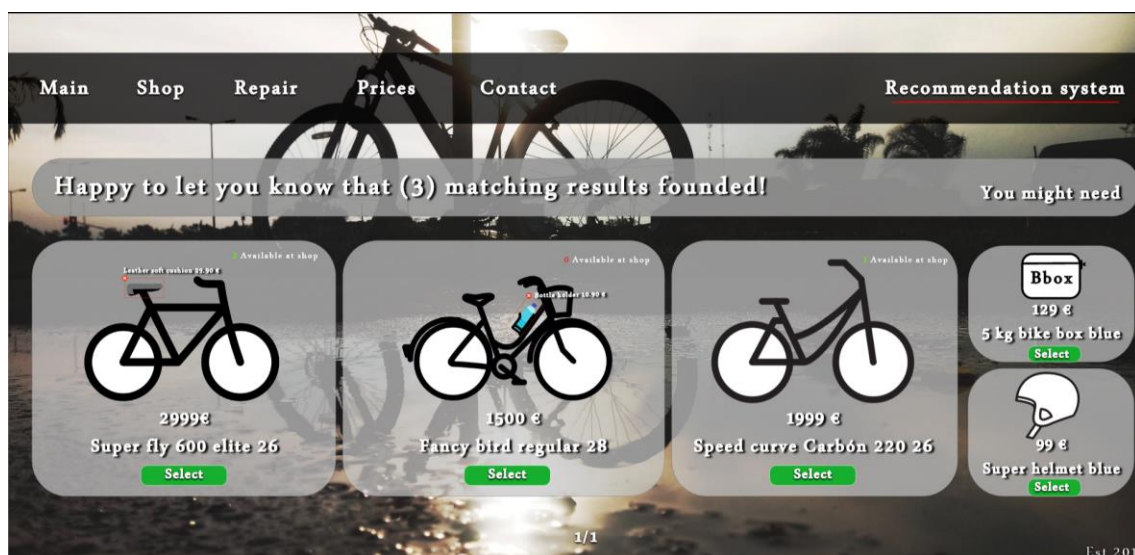 Main Shop Repair Prices Contact Recommendation system
Happy to let you know that (3) matching results founded!
You might need
Available at shop
Leather soft cushion 29.90 €
2999€
Super fly 600 elite 26
Select
0 Available at shop
Bottle holder 10.90 €
1500 €
Fancy bird regular 28
Select
Available at shop
1999 €
Speed curve Carbón 220 26
Select
Bbox
129 €
5 kg bike box blue
Select
99 €
Super helmet blue
Select
1/1
Est 20